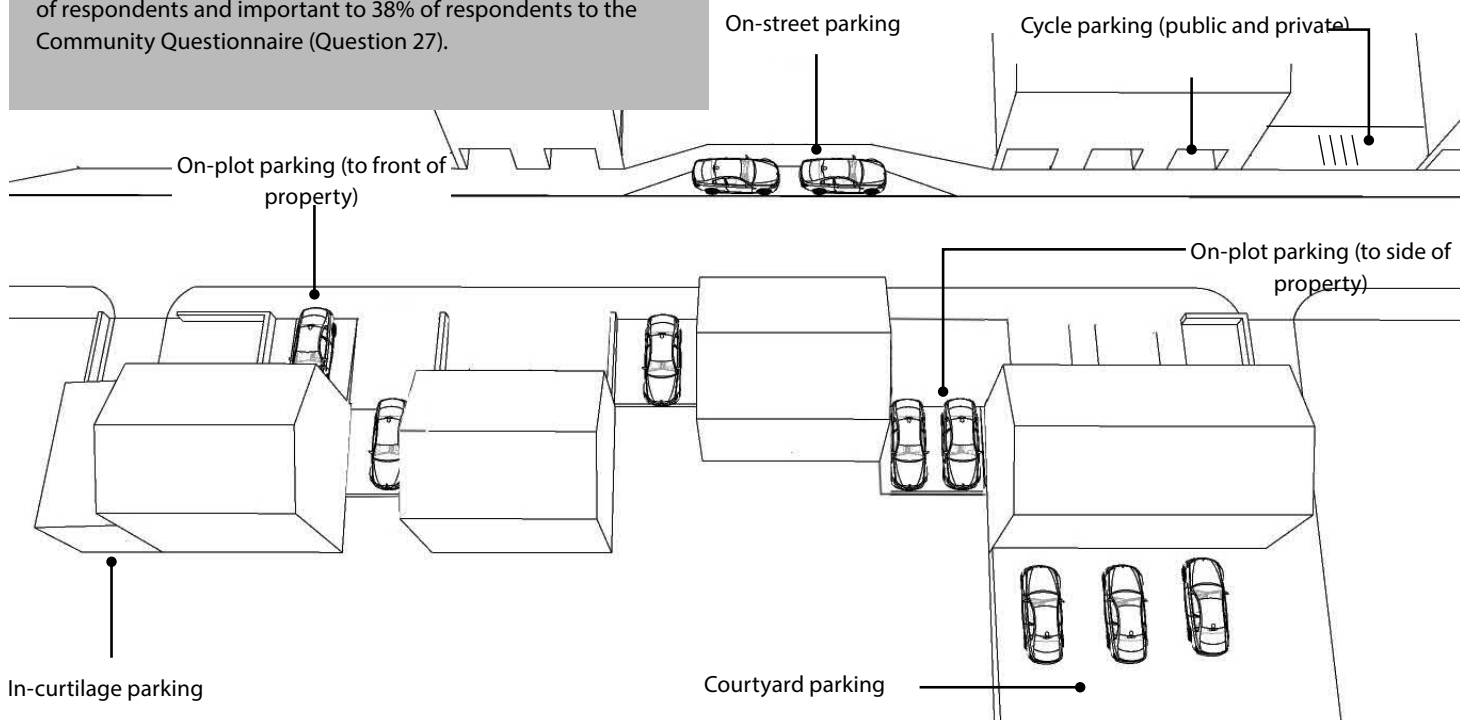 of respondents and important to 38% of respondents to the
Community Questionnaire (Question 27).
On-street parking
Cycle parking (public and private)
On-plot parking (to front of
property)
On-plot parking (to side of
property)
In-curtilage parking
Courtyard parking